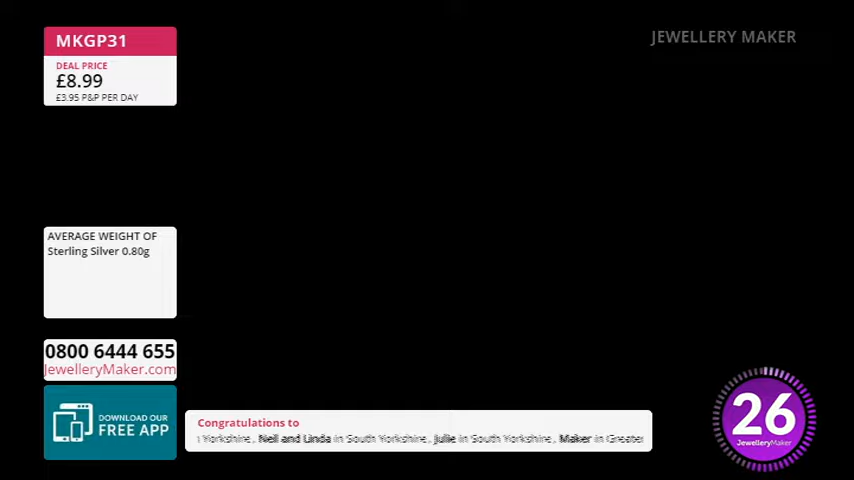 MKGP31
DEAL PRICE
£8.99
£3.95 P&P PER DAY
JEWELLERY MAKER
AVERAGE WEIGHT OF
Sterling Silver 0.80g
0800 6444 655
JewelleryMaker.com
DOWNLOAD OUR
FREE APP
Congratulations to
Yorkshire, Neil and Linda in South Yorkshire, Julie in South Yorkshire, Maker in Greater
26
JewelleryMaker